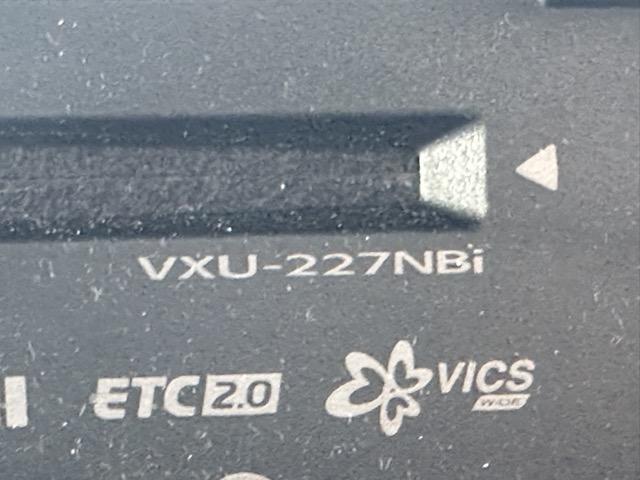 VXU-227NBi
ETC 2.0
VICS
WIDE